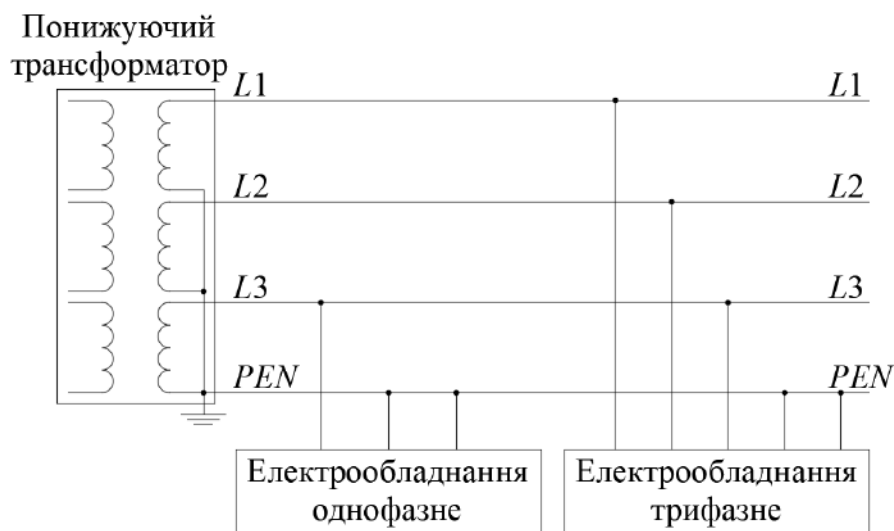 Понижуючий
трансформатор
L1 L1
L2 L2
L3 L3
PEN PEN
Електрообладнання
однофазне
Електрообладнання
трифазне